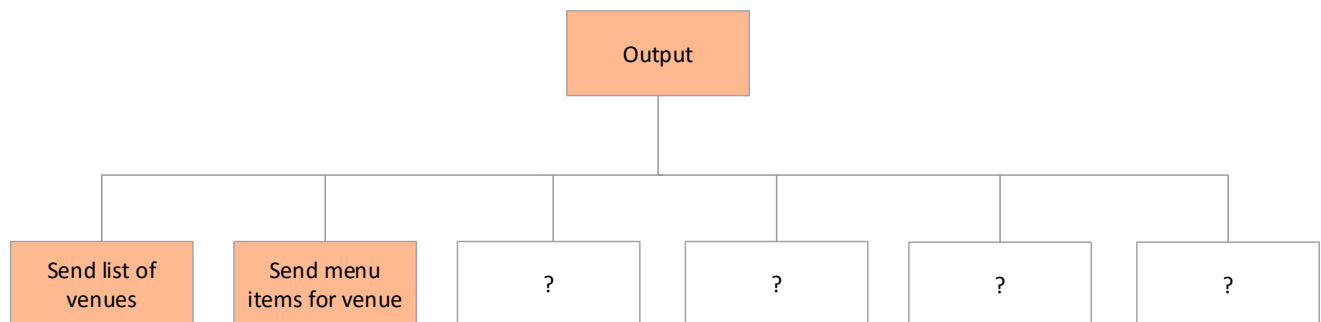 Output
Send list of
venues
Send menu
items for venue
?
?
?
?